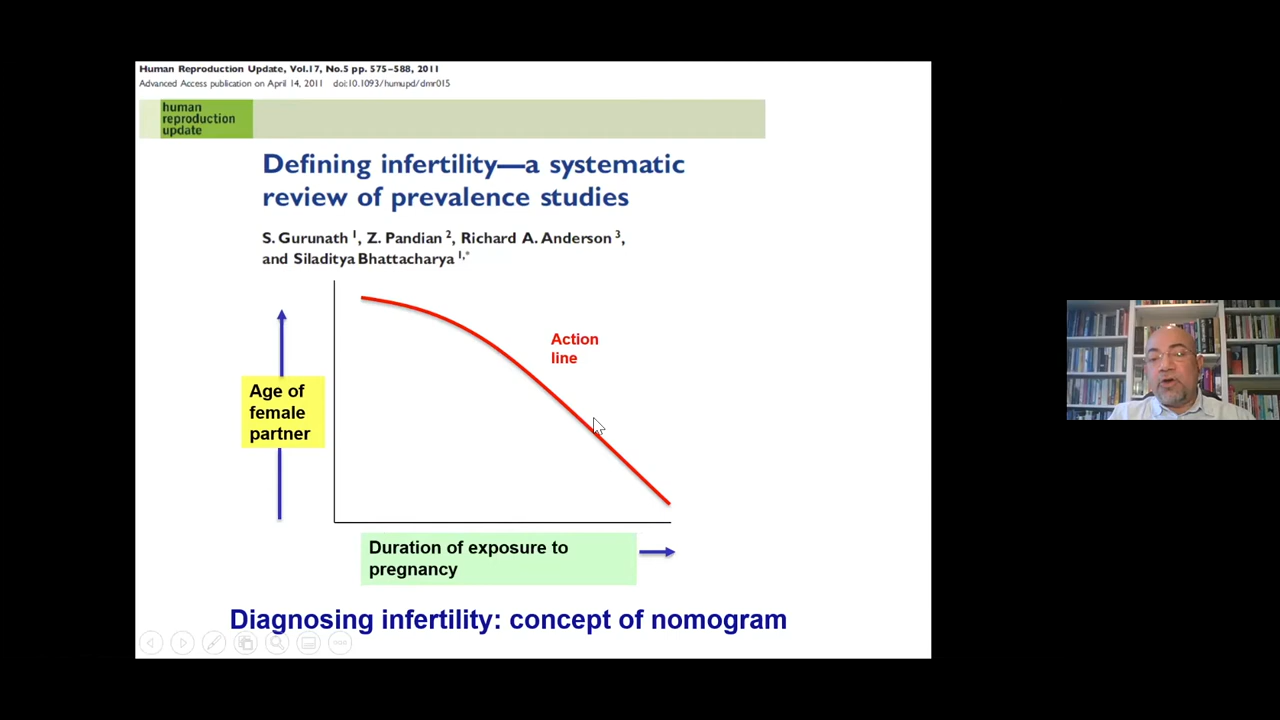 Human Reproduction Update, Vol.17, No.5 pp. 575–588, 2011
Advanced Access publication on April 14, 2011 doi:10.1093/humupd/dmr015
human
reproduction
update
Defining infertility—a systematic
review of prevalence studies
S. Gurunath 1, Z. Pandian 2, Richard A. Anderson 3,
and Siladitya Bhattacharya 1,*
Action
line
Age of
female
partner
Duration of exposure to
pregnancy
Diagnosing infertility: concept of nomogram